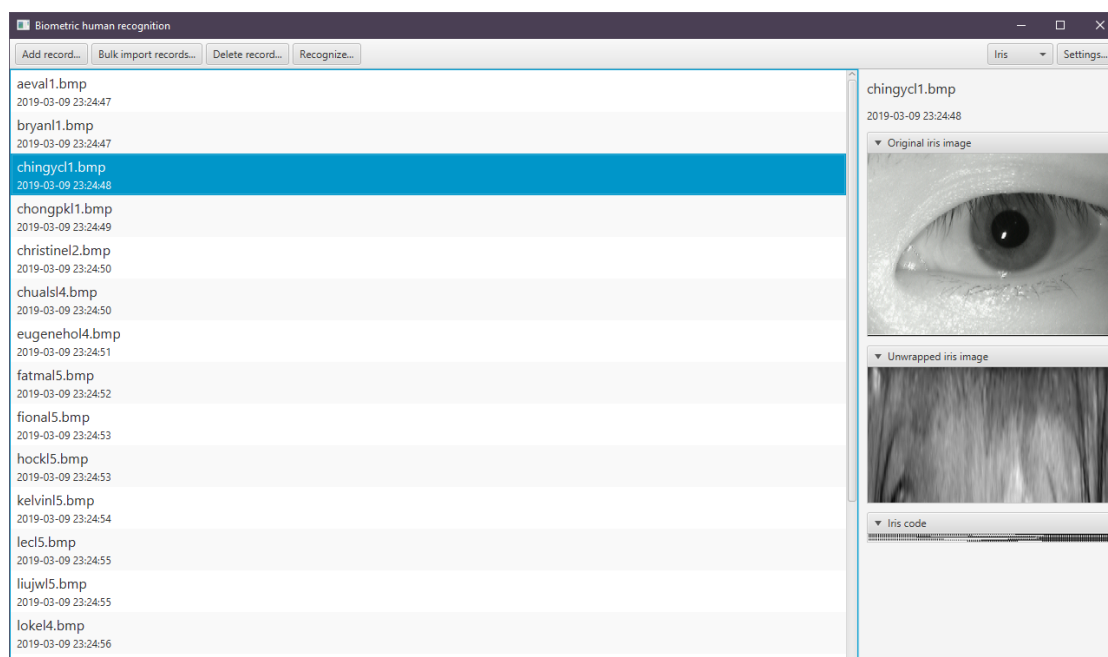 Biometric human recognition
Add record... Bulk import records... Delete record... Recognize... Iris Settings...
aeval1.bmp
2019-03-09 23:24:47
bryanl1.bmp
2019-03-09 23:24:47
chingycl1.bmp
2019-03-09 23:24:48
chongpkl1.bmp
2019-03-09 23:24:49
christinel2.bmp
2019-03-09 23:24:50
chualsl4.bmp
2019-03-09 23:24:50
eugenehol4.bmp
2019-03-09 23:24:51
fatmal5.bmp
2019-03-09 23:24:52
fional5.bmp
2019-03-09 23:24:53
hockl5.bmp
2019-03-09 23:24:53
kelvinl5.bmp
2019-03-09 23:24:54
lecl5.bmp
2019-03-09 23:24:55
liujwl5.bmp
2019-03-09 23:24:55
lokel4.bmp
2019-03-09 23:24:56
chingycl1.bmp
2019-03-09 23:24:48
Original iris image
Unwrapped iris image
Iris code